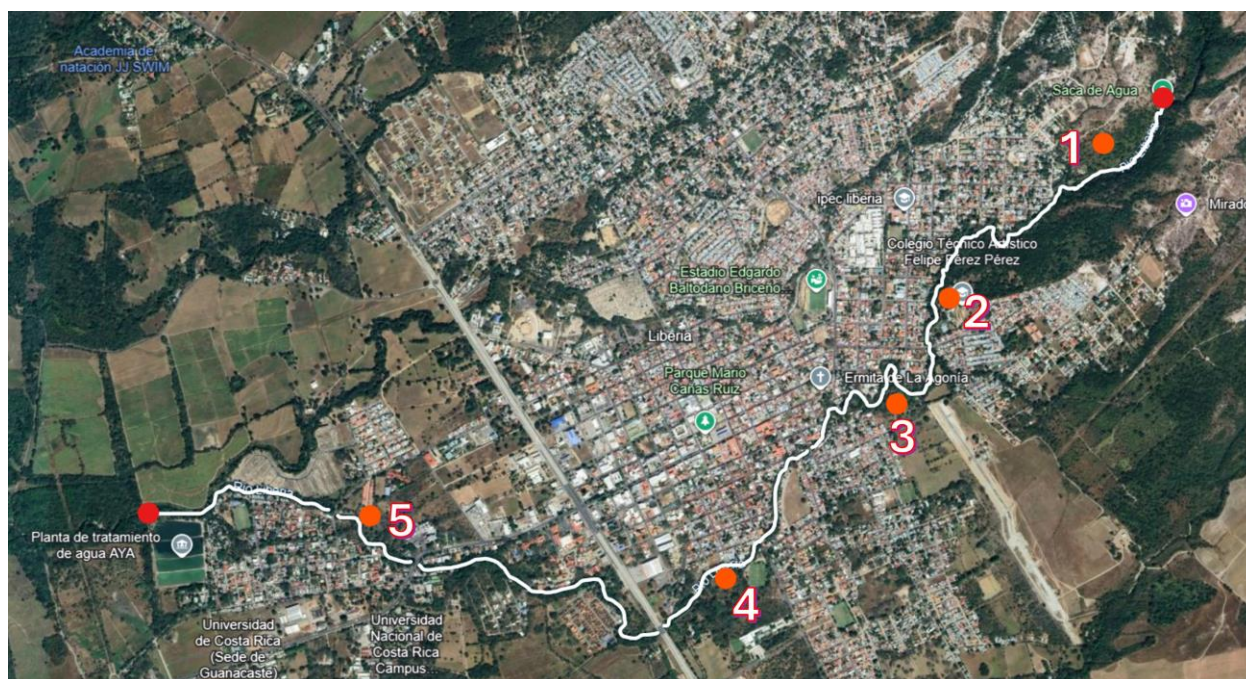 Academia de
natación JJ SWIM
Saca de Agua
1
ipec liberia
Mirado
Colegio Técnico Artístico
Felipe Pérez Pérez
Estadio Edgardo
Baltodano Briceño...
2
Liberia
Parque Mario
Cañas Ruiz
Ermita de La Agonía
3
5
Planta de tratamiento
de agua AYA
4
Universidad
de Costa Rica
(Sede de
Guanacaste)
Universidad
Nacional de
Costa Rica
Campus...